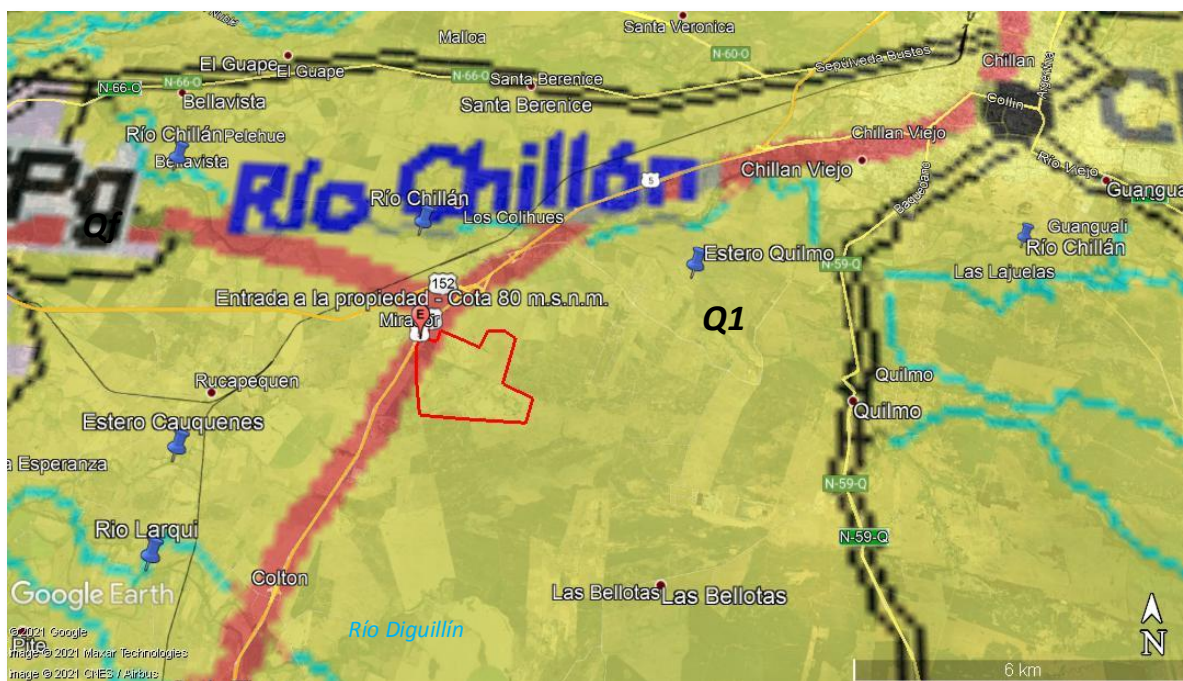 Santa Veronica
Malloa
N-60-O
Sepúlveda Bustos
El Guape
El Guape
Chillan
N-66-O
N-66-O
N-66-O
Santa Berenice
Santa Berenice
Argentina
Bellavista
Collin
Río Chillán
Pelehue
Bellavista
Chillan Viejo
Chillan Viejo
Río Viejo
Río Chillán
5
Pq
Qf
Río Chillán
Los Colihues
Guanguali
Río Chillán
Estero Quilmo
N-59-Q
Las Lajuelas
152
Entrada a la propiedad - Cota 80 m.s.n.m.
E
Q1
Rucapequen
Quilmo
Quilmo
Estero Cauquenes
a Esperanza
N-59-Q
Rio Larqui
N-59-Q
Colton
Las Bellotas
Las Bellotas
Google Earth
Río Diguillín
© 2021 Google
Image © 2021 Maxar Technologies
Image © 2021 CNES / Airbus
N
6 km